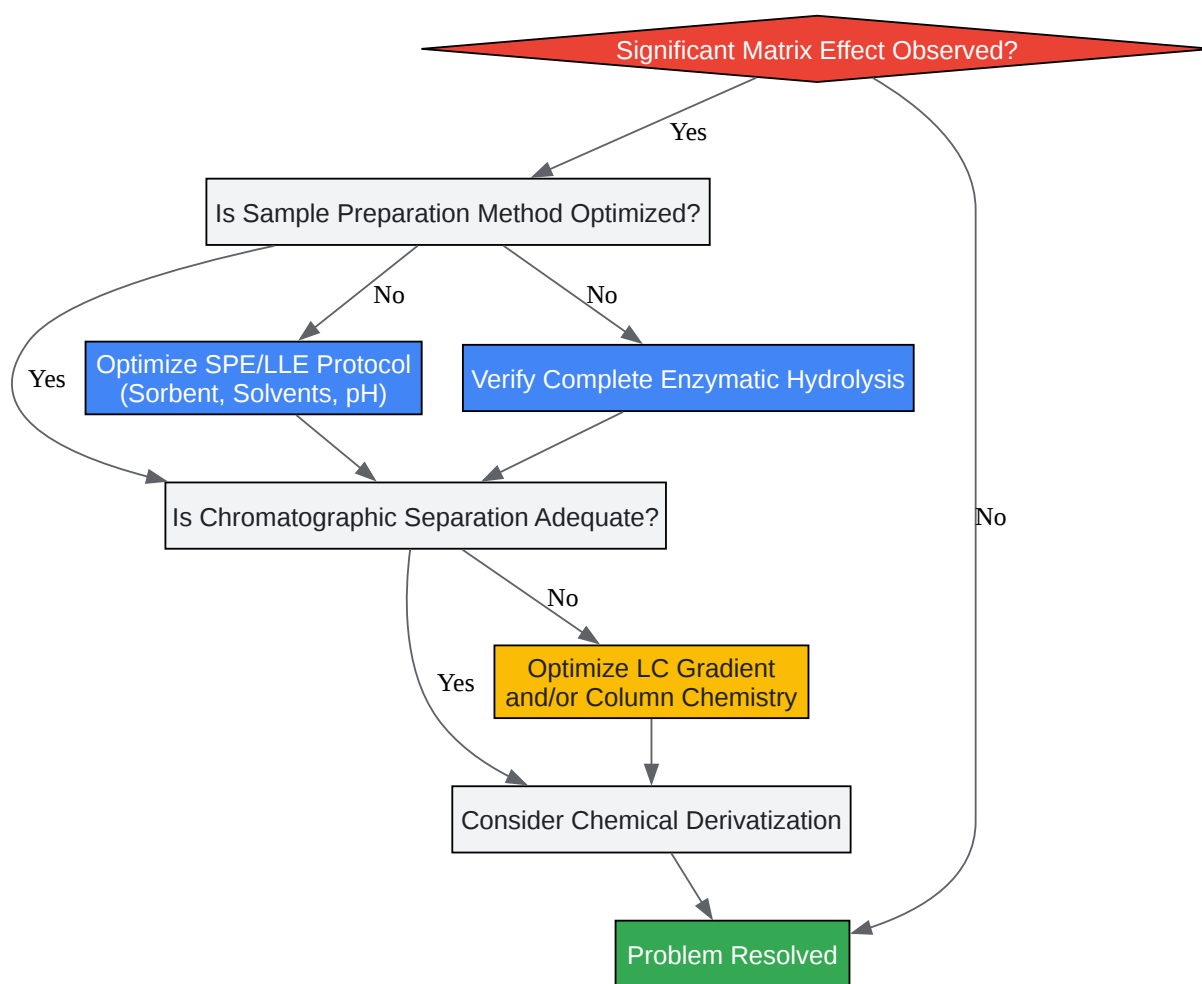 Significant Matrix Effect Observed?
Yes
Is Sample Preparation Method Optimized?
No
No
Yes
Optimize SPE/LLE Protocol
(Sorbent, Solvents, pH)
Verify Complete Enzymatic Hydrolysis
Is Chromatographic Separation Adequate?
No
No
Yes
Optimize LC Gradient
and/or Column Chemistry
Consider Chemical Derivatization
Problem Resolved